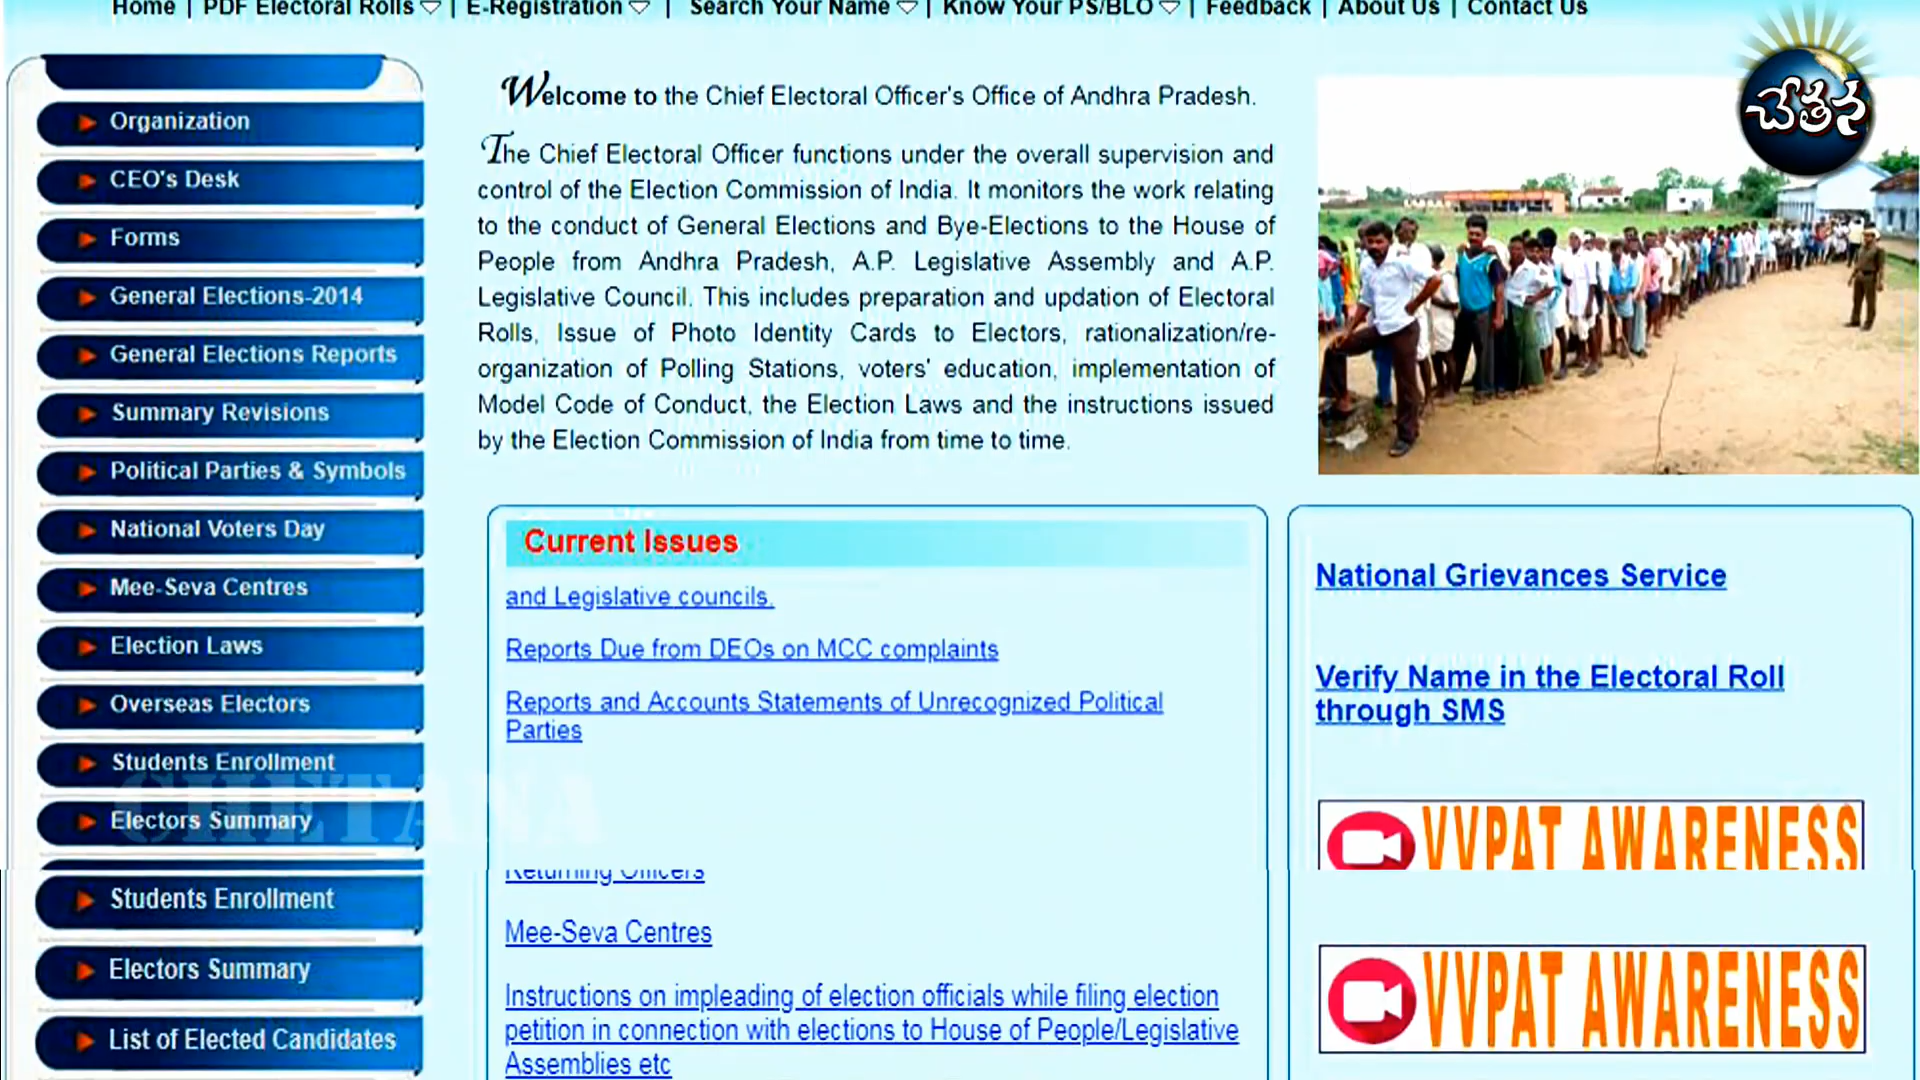 Home | PDF Electoral Rolls | E-Registration | Search Your Name | Know Your PS/BLO | Feedback | About Us | Contact Us
చేతన
Organization
CEO's Desk
Forms
General Elections-2014
General Elections Reports
Summary Revisions
Political Parties & Symbols
National Voters Day
Mee-Seva Centres
Election Laws
Overseas Electors
Students Enrollment
Electors Summary
Students Enrollment
Electors Summary
List of Elected Candidates
CHETANA
Welcome to the Chief Electoral Officer's Office of Andhra Pradesh.
The Chief Electoral Officer functions under the overall supervision and
control of the Election Commission of India. It monitors the work relating
to the conduct of General Elections and Bye-Elections to the House of
People from Andhra Pradesh, A.P. Legislative Assembly and A.P.
Legislative Council. This includes preparation and updation of Electoral
Rolls, Issue of Photo Identity Cards to Electors, rationalization/re-
organization of Polling Stations, voters' education, implementation of
Model Code of Conduct, the Election Laws and the instructions issued
by the Election Commission of India from time to time.
Current Issues
and Legislative councils.
Reports Due from DEOs on MCC complaints
Reports and Accounts Statements of Unrecognized Political
Parties
Returning Officers
Mee-Seva Centres
Instructions on impleading of election officials while filing election
petition in connection with elections to House of People/Legislative
Assemblies etc
National Grievances Service
Verify Name in the Electoral Roll
through SMS
VVPAT AWARENESS
VVPAT AWARENESS